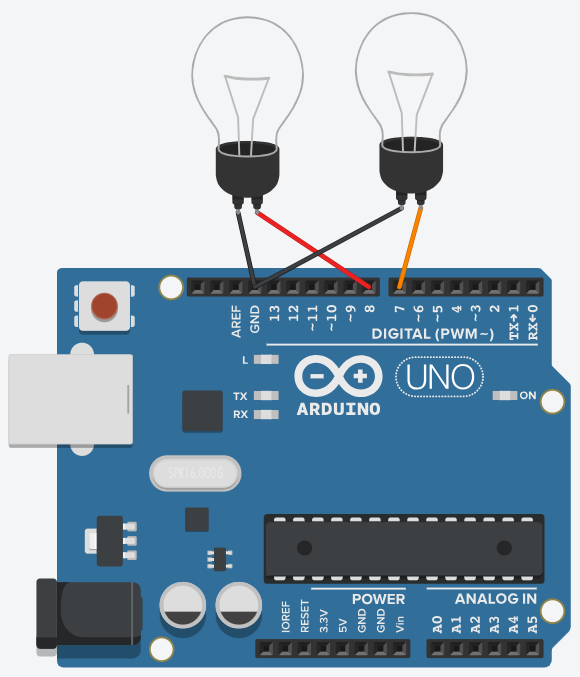 AREF
GND
13
12
~11
~10
~9
8
7
~6
~5
4
~3
2
TX→1
RX←0
DIGITAL (PWM~)
L
TX
RX
ARDUINO
UNO
ON
SPK16.000G
POWER
ANALOG IN
IOREF
RESET
3.3V
5V
GND
GND
Vin
A0
A1
A2
A3
A4
A5